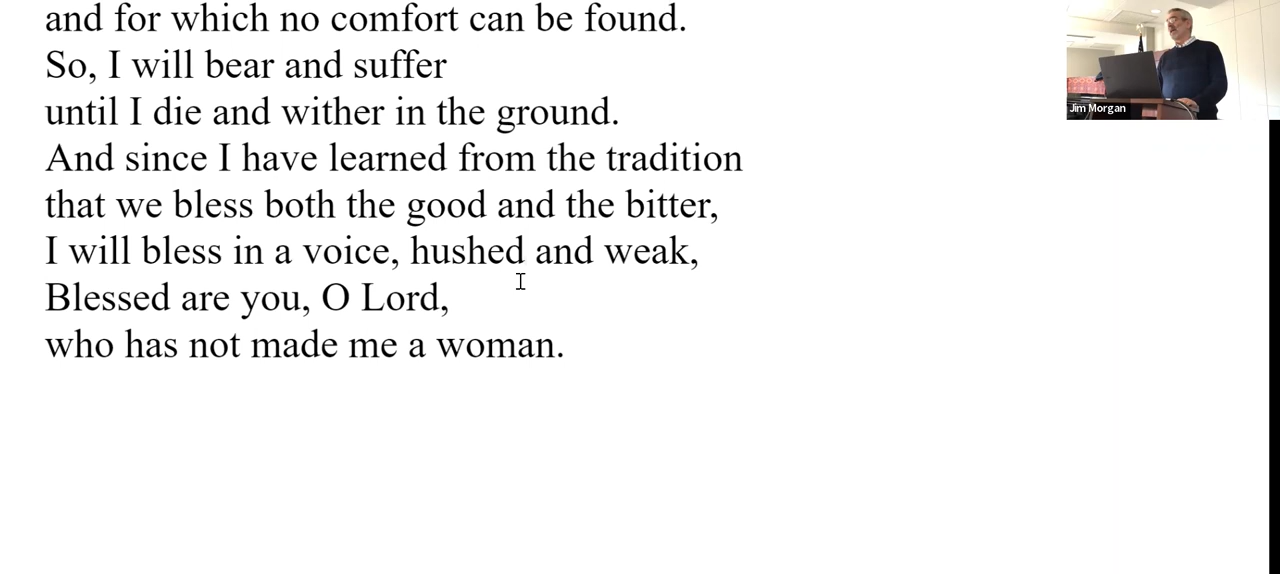 and for which no comfort can be found.
So, I will bear and suffer
until I die and wither in the ground.
And since I have learned from the tradition
that we bless both the good and the bitter,
I will bless in a voice, hushed and weak,
Blessed are you, O Lord,
who has not made me a woman.
Jim Morgan